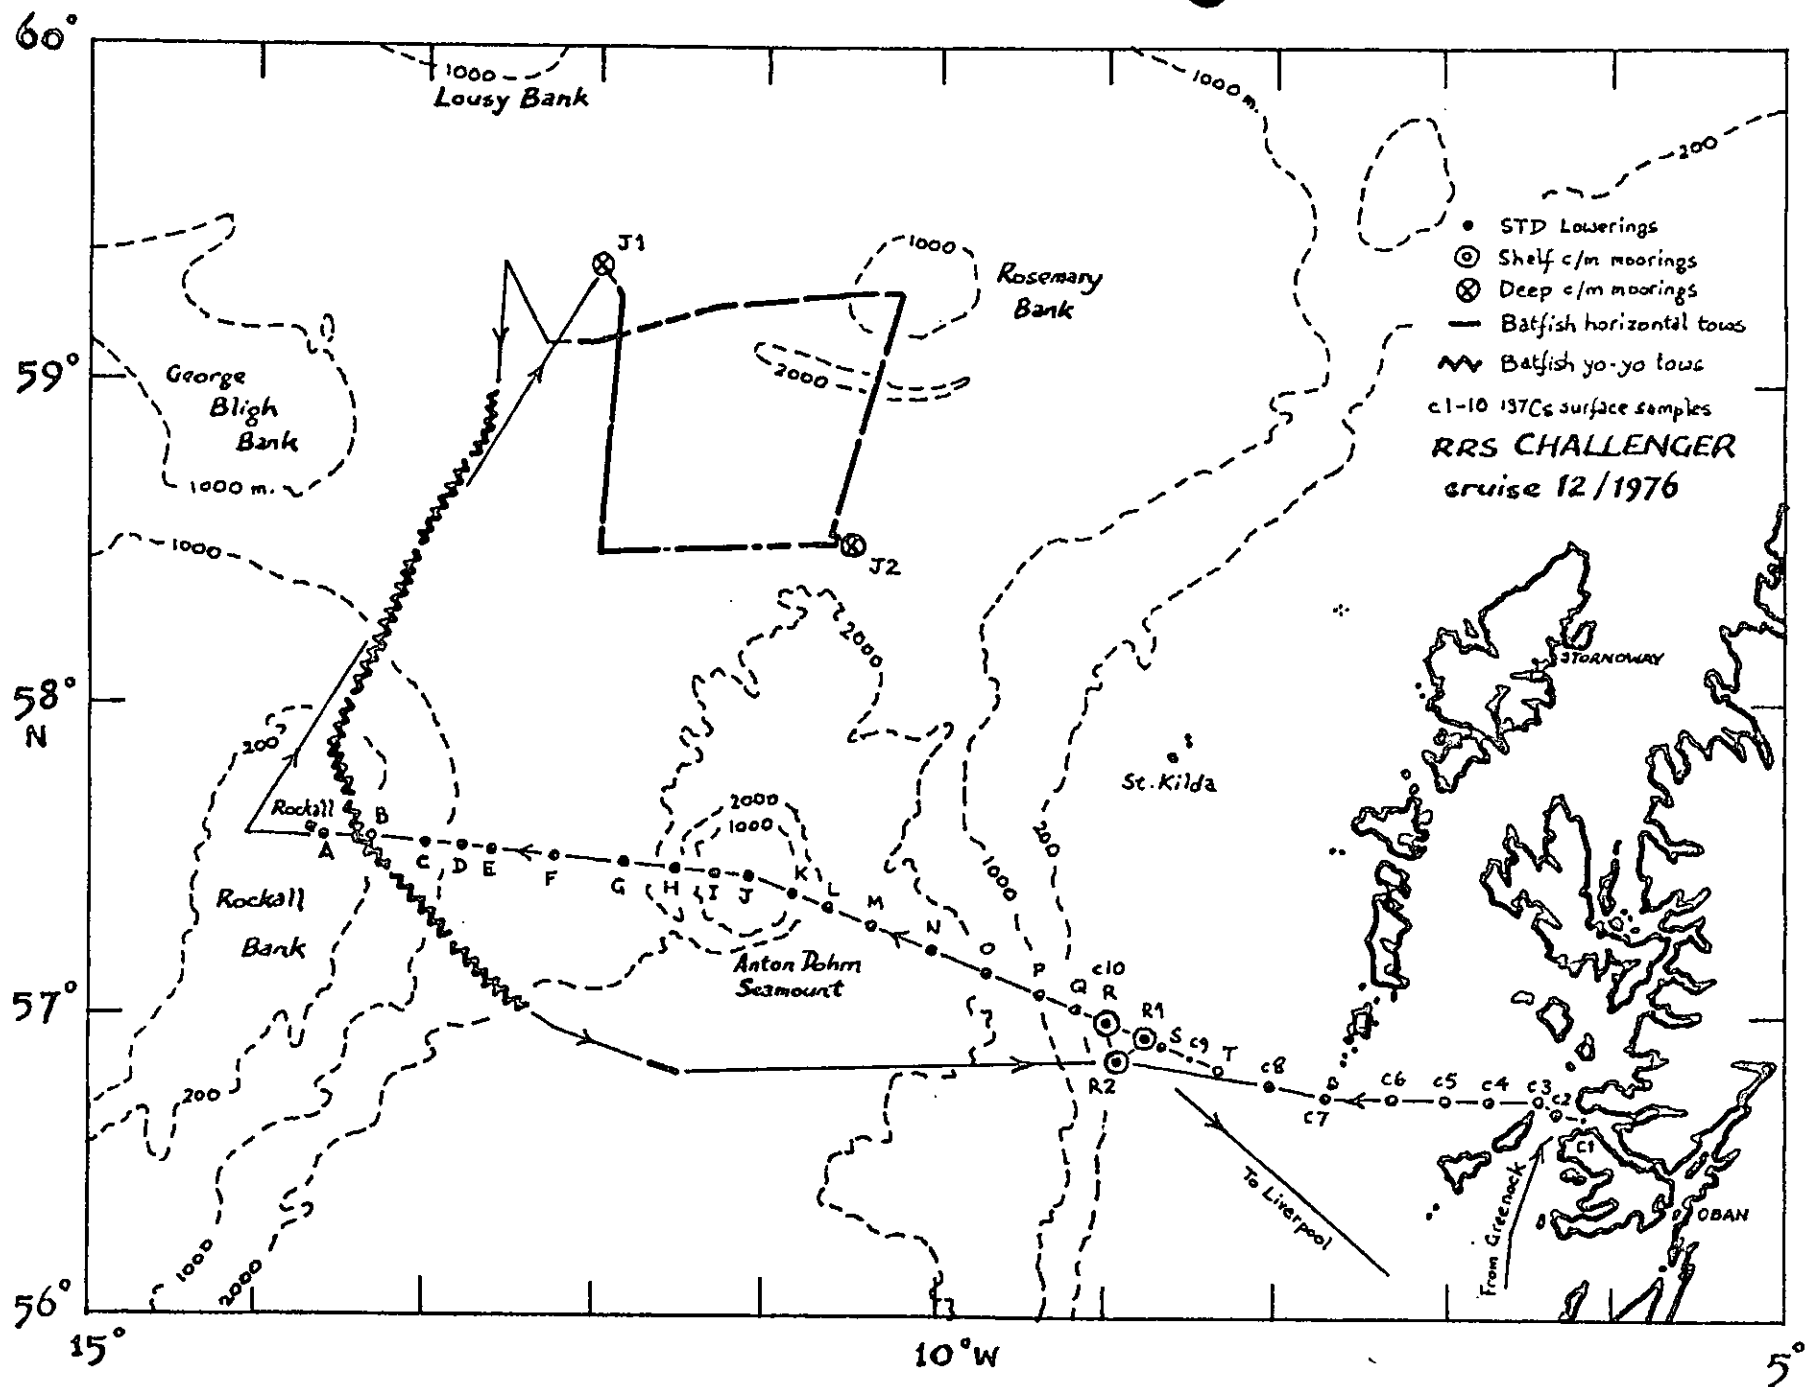 60°
1000
Lousy Bank
1000 m.
200
J1
1000
Rosemary
Bank
2000
• STD Lowerings
Shelf c/m moorings
Deep c/m moorings
Batfish horizontal tows
Batfish yo-yo tows
c1-10 137Cs surface samples
RRS CHALLENGER
cruise 12/1976
59°
George
Bligh
Bank
1000 m.
1000
J2
2000
STORNOWAY
58°
N
200
St. Kilda
Rockall
A
B
C
D
E
F
G
H
I
J
K
L
M
N
O
P
Q
R
c10
R1
S
c9
T
c8
c7
c6
c5
c4
c3
c2
c1
2000
1000
200
1000
Rockall
Bank
Anton Dohrn
Seamount
57°
R2
200
To Liverpool
From Greenock
OBAN
1000
2000
56°
15°
10°W
5°